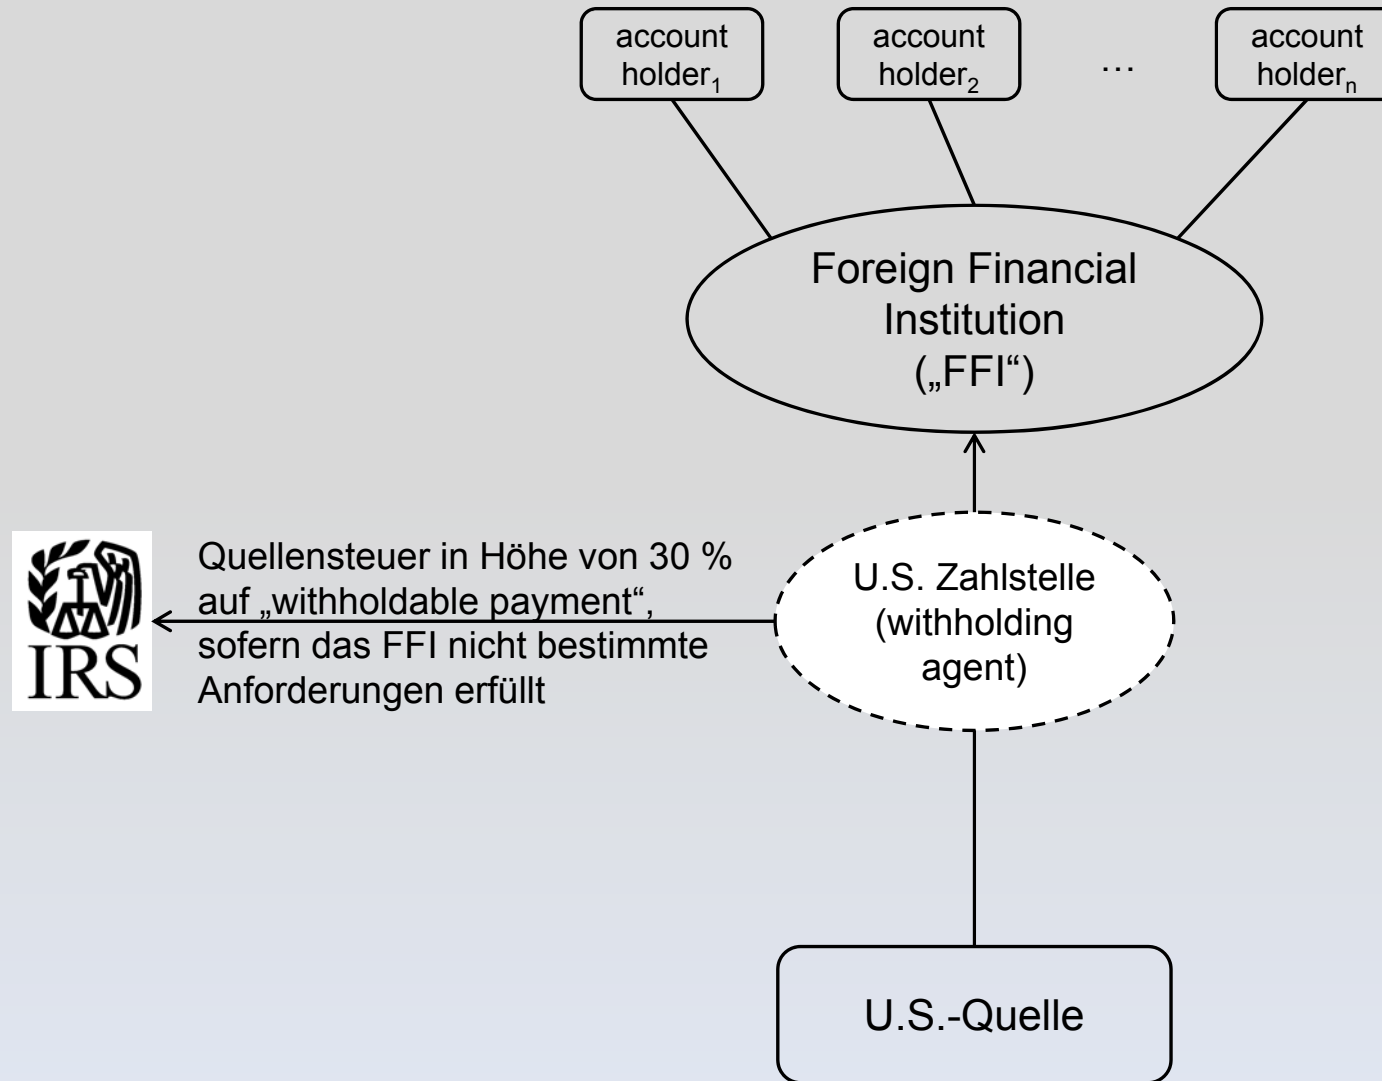 account
holder₁
account
holder₂
…
account
holderₙ
Foreign Financial
Institution
(„FFI“)
Quellensteuer in Höhe von 30 %
auf „withholdable payment“,
sofern das FFI nicht bestimmte
Anforderungen erfüllt
IRS
U.S. Zahlstelle
(withholding
agent)
U.S.-Quelle